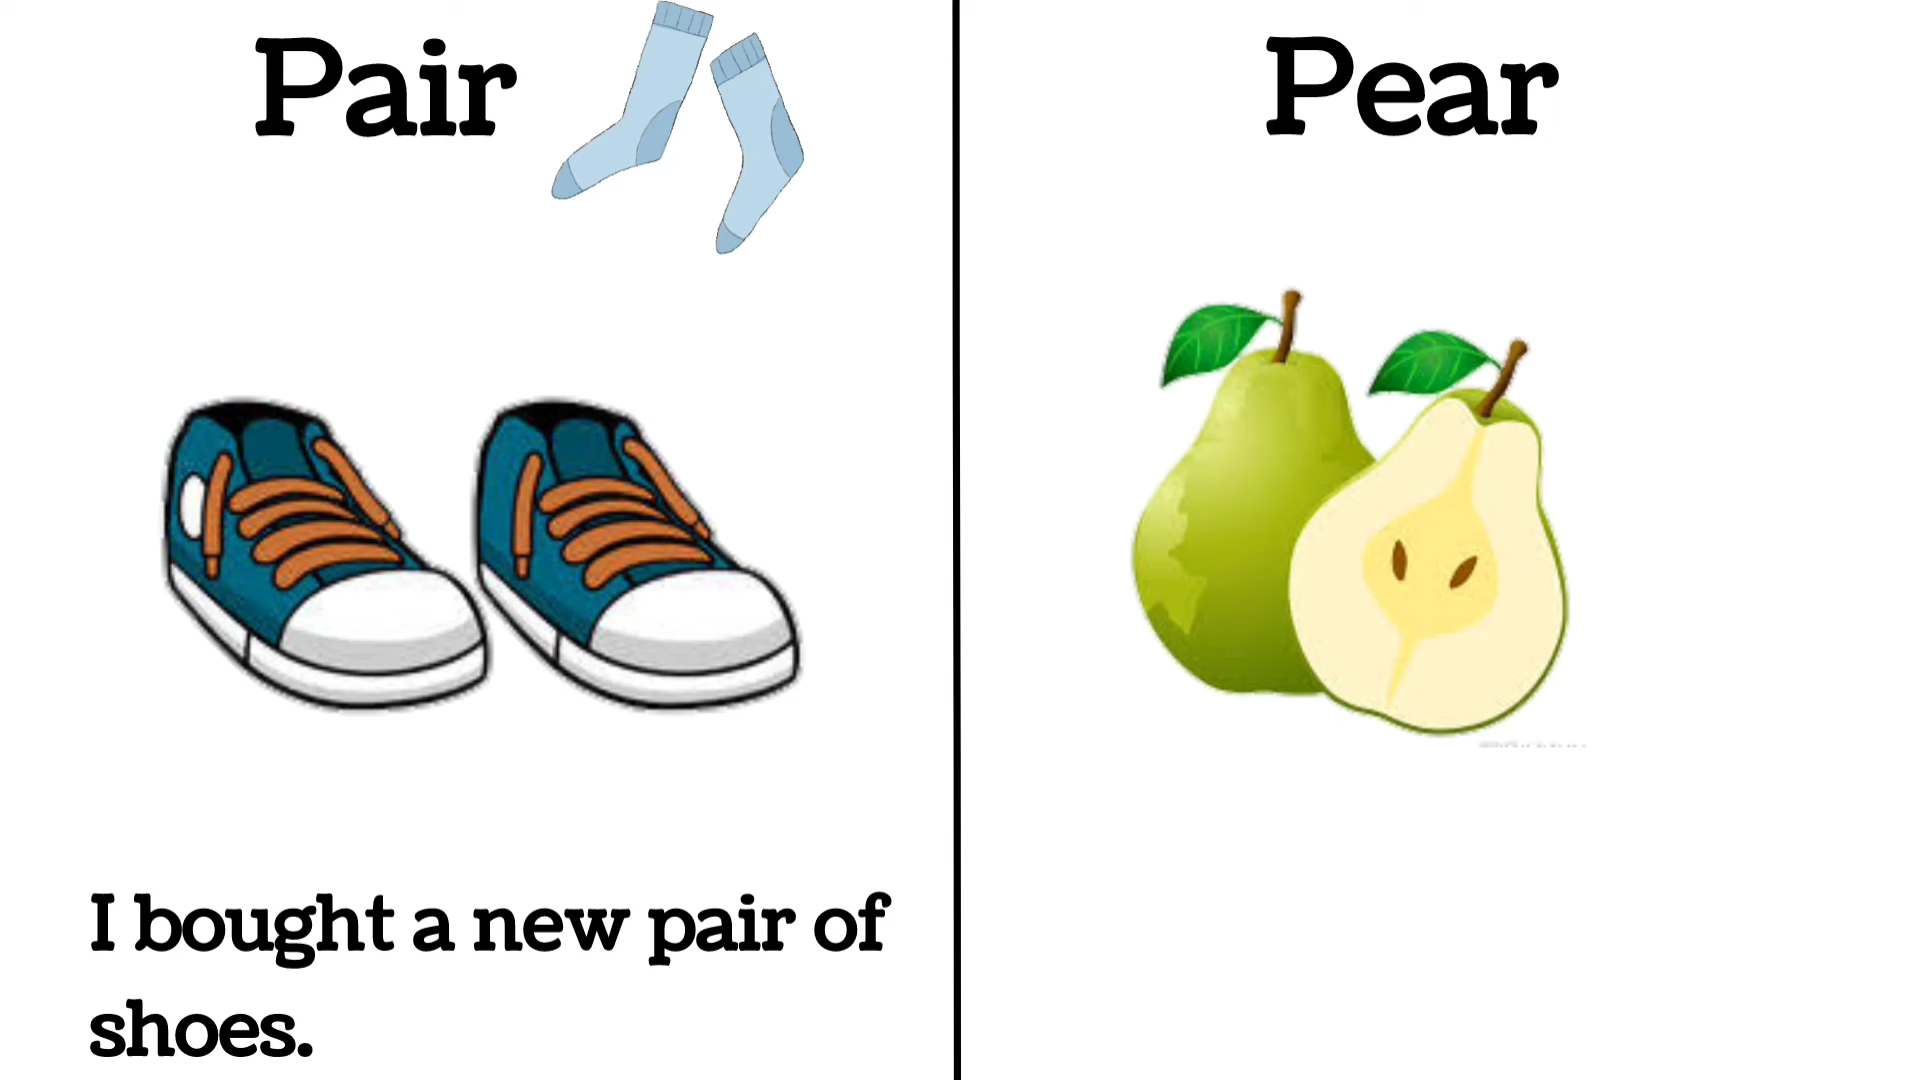 Pair
Pear
I bought a new pair of
shoes.